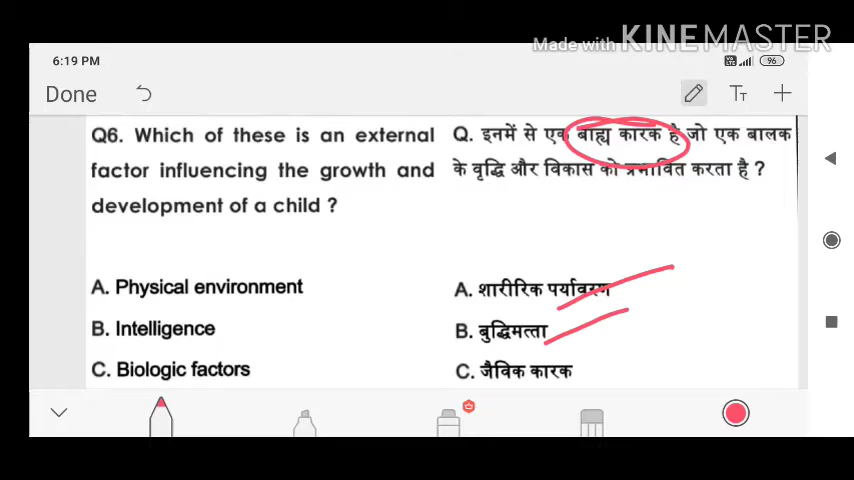 Made with KINEMASTER
6:19 PM
96
Done
Q6. Which of these is an external
factor influencing the growth and
development of a child ?
Q. इनमें से एक बाह्य कारक है जो एक बालक
के वृद्धि और विकास को प्रभावित करता है ?
A. Physical environment
B. Intelligence
C. Biologic factors
A. शारीरिक पर्यावरण
B. बुद्धिमत्ता
C. जैविक कारक